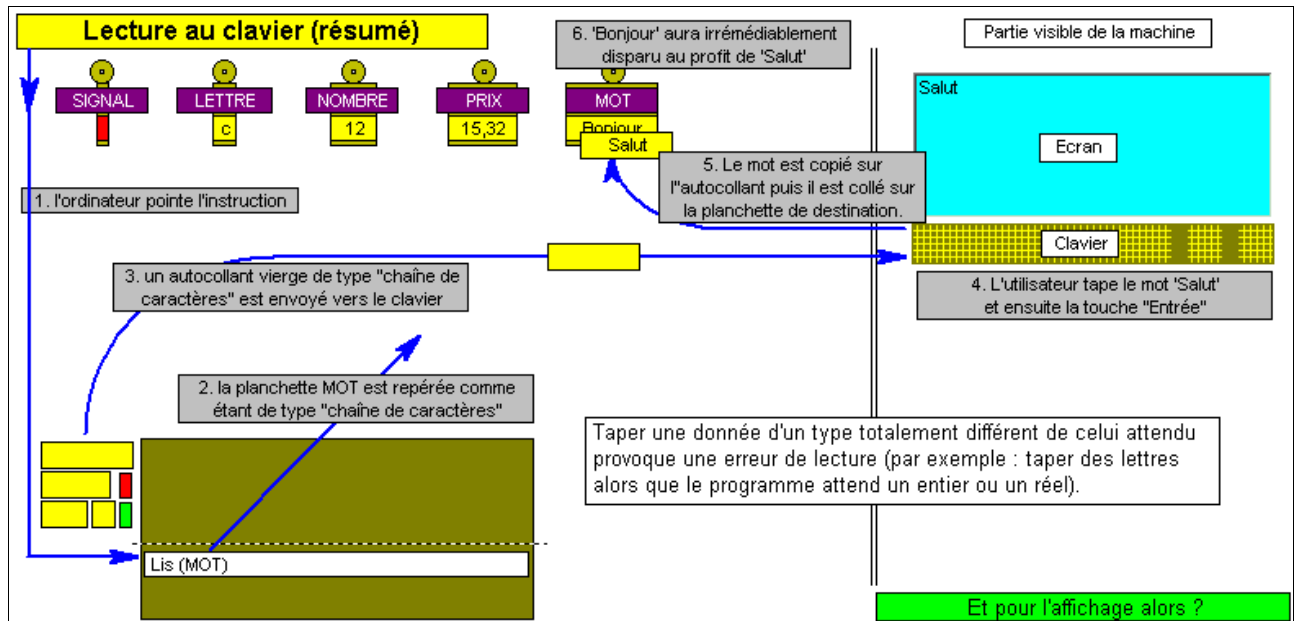 Lecture au clavier (résumé)
6. 'Bonjour' aura irrémédiablement
disparu au profit de 'Salut'
Partie visible de la machine
SIGNAL
LETTRE
NOMBRE
PRIX
MOT
c
12
15,32
Bonjour
Salut
Salut
Ecran
5. Le mot est copié sur
l"autocollant puis il est collé sur
la planchette de destination.
1. l'ordinateur pointe l'instruction
Clavier
3. un autocollant vierge de type "chaîne de
caractères" est envoyé vers le clavier
4. L'utilisateur tape le mot 'Salut'
et ensuite la touche "Entrée"
2. la planchette MOT est repérée comme
étant de type "chaîne de caractères"
Taper une donnée d'un type totalement différent de celui attendu
provoque une erreur de lecture (par exemple : taper des lettres
alors que le programme attend un entier ou un réel).
Lis (MOT)
Et pour l'affichage alors ?